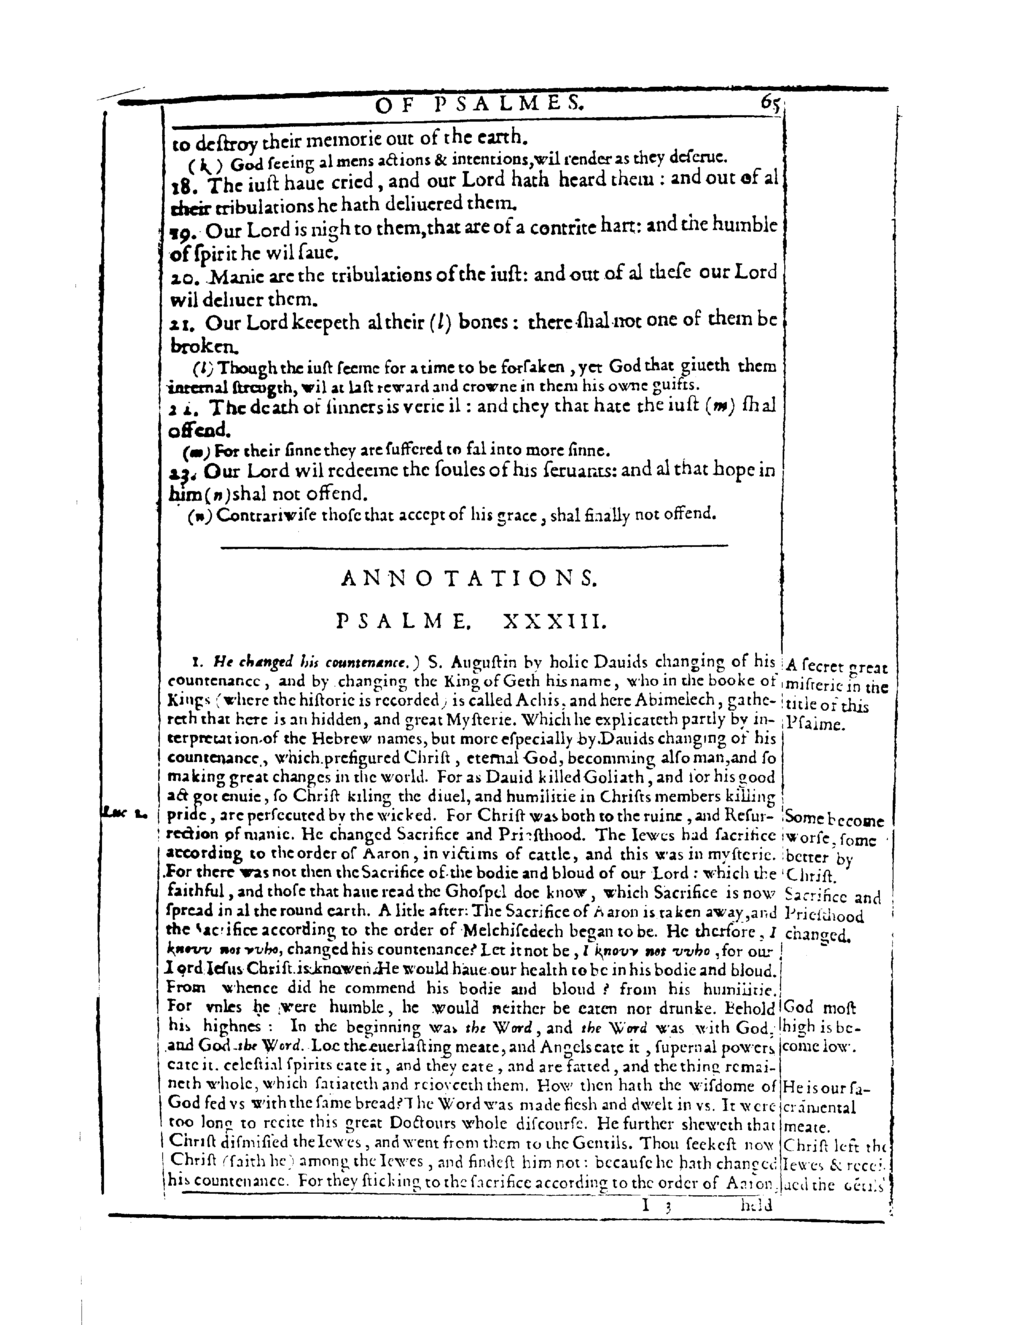 OF PSALMES. 65
to deſtroy their memorie out of the earth.
(k) God ſeeing al mens actions & intentions, wil render as they deſerue.
18. The iuſt haue cried, and our Lord hath heard them : and out of al
their tribulations he hath deliuered them.
19. Our Lord is nigh to them, that are of a contrite hart: and the humble
of ſpirit he wil ſaue.
20. Manie are the tribulations of the iuſt: and out of al theſe our Lord
wil deliuer them.
21. Our Lord keepeth al their (l) bones : there ſhal not one of them be
broken.
(l) Though the iuſt ſeeme for a time to be forſaken, yet God that giueth them
internal ſtrength, wil at laſt reward and crowne in them his owne guifts.
22. The death of ſinners is verie il : and they that hate the iuſt (m) ſhal
offend.
(m) For their ſinne they are ſuffered to fal into more ſinne.
23. Our Lord wil redeeme the ſoules of his ſeruants: and al that hope in
him (n) shal not offend.
(n) Contrariwiſe thoſe that accept of his grace, shal finally not offend.
ANNOTATIONS.
PSALME. XXXIII.
1. He changed his countenance.) S. Auguſtin by holie Dauids changing of his
countenance, and by changing the King of Geth his name, who in the booke of
Kings (where the hiſtorie is recorded) is called Achis, and here Abimelech, gathe-
reth that here is an hidden, and great Myſterie. Which he explicateth partly by in-
terpretation of the Hebrew names, but more eſpecially by Dauids changing of his
countenance, which prefigured Chriſt, eternal God, becomming alſo man, and ſo
making great changes in the world. For as Dauid killed Goliath, and for his good
act got enuie, ſo Chriſt kiling the diuel, and humilitie in Chriſts members killing
pride, are perſecuted by the wicked. For Chriſt was both to the ruine, and Reſur-
rection of manie. He changed Sacrifice and Prieſthood. The Iewes had ſacrifice
according to the order of Aaron, in victims of cattle, and this was in myſterie.
For there was not then the Sacrifice of the bodie and bloud of our Lord : which the
faithful, and thoſe that haue read the Ghoſpel doe know, which Sacrifice is now
ſpread in al the round earth. A litle after: The Sacrifice of Aaron is taken away, and
the Sacrifice according to the order of Melchiſedech began to be. He therfore, I
knovv not vvho, changed his countenance? Let it not be, I knovv not vvho, for our
Lord Ieſus Chriſt is knowen. He would haue our health to be in his bodie and bloud.
From whence did he commend his bodie and bloud ? from his humilitie.
For vnles he were humble, he would neither be eaten nor drunke. Behold
his highnes : In the beginning was the Word, and the Word was with God,
and God the Word. Loe the euerlaſting meate, and Angels eate it, ſupernal powers
eate it, celeſtial ſpirits eate it, and they eate, and are fatted, and the thing remai-
neth whole, which ſatiateth and reioyceth them. How then hath the wiſdome of
God fed vs with the ſame bread? The Word was made fleſh and dwelt in vs. It were
too long to recite this great Doctours whole diſcourſe. He further sheweth that
Chriſt diſmiſſed the Iewes, and went from them to the Gentils. Thou ſeekeſt now
Chriſt (ſaith he) among the Iewes, and findeſt him not : becauſe he hath changed
his countenance. For they ſticking to the ſacrifice according to the order of Aaron,
I 3 held
A ſecret great
miſterie in the
title of this
Pſalme.
Luc 2.
Some become
worſe, ſome
better by
Chriſt.
Sacrifice and
Prieſthood
changed.
God moſt
high is be-
come low.
He is our ſa-
cramental
meate.
Chriſt left the
Iewes & recei-
ued the